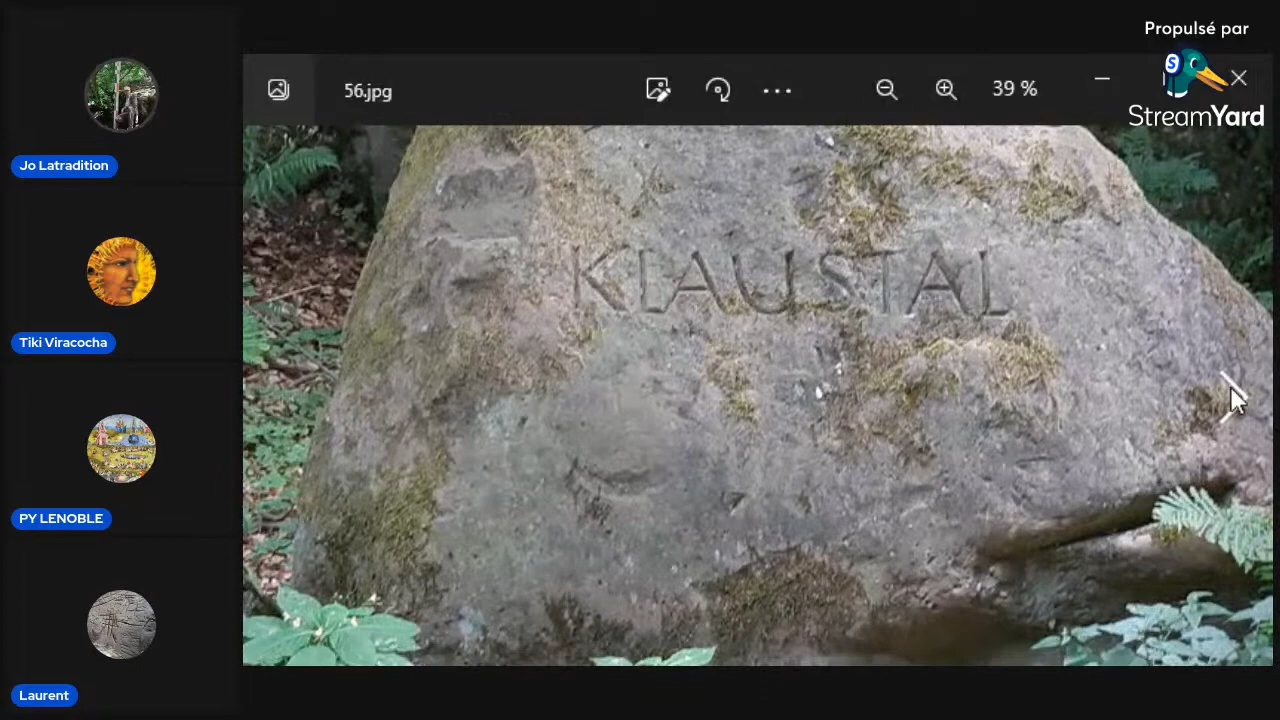 Propulsé par
StreamYard
56.jpg
39 %
Jo Latradition
Tiki Viracocha
PY LENOBLE
Laurent
KLAUSTAL